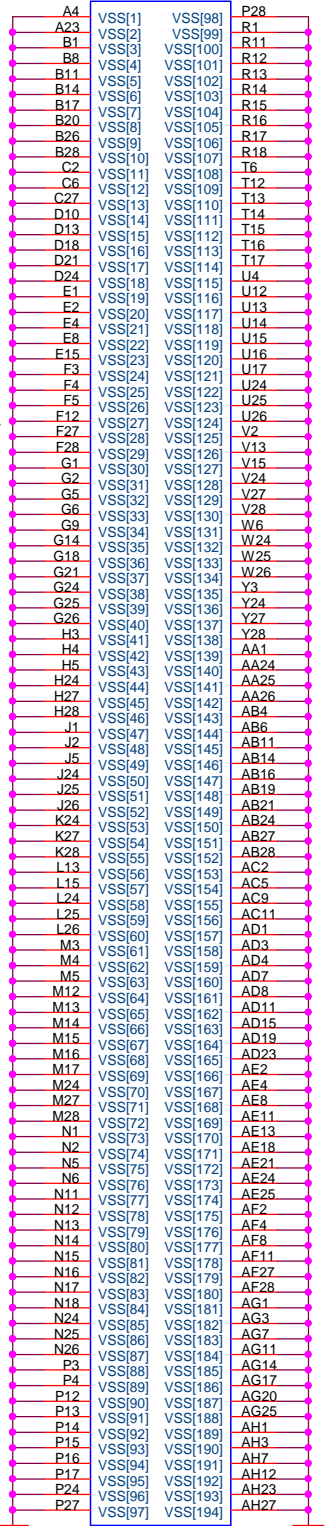 A4 VSS[1] VSS[98] P28
A23 VSS[2] VSS[99] R1
B1 VSS[3] VSS[100] R11
B8 VSS[4] VSS[101] R12
B11 VSS[5] VSS[102] R13
B14 VSS[6] VSS[103] R14
B17 VSS[7] VSS[104] R15
B20 VSS[8] VSS[105] R16
B26 VSS[9] VSS[106] R17
B28 VSS[10] VSS[107] R18
C2 VSS[11] VSS[108] T6
C6 VSS[12] VSS[109] T12
C27 VSS[13] VSS[110] T13
D10 VSS[14] VSS[111] T14
D13 VSS[15] VSS[112] T15
D18 VSS[16] VSS[113] T16
D21 VSS[17] VSS[114] T17
D24 VSS[18] VSS[115] U4
E1 VSS[19] VSS[116] U12
E2 VSS[20] VSS[117] U13
E4 VSS[21] VSS[118] U14
E8 VSS[22] VSS[119] U15
E15 VSS[23] VSS[120] U16
F3 VSS[24] VSS[121] U17
F4 VSS[25] VSS[122] U24
F5 VSS[26] VSS[123] U25
F12 VSS[27] VSS[124] U26
F27 VSS[28] VSS[125] V2
F28 VSS[29] VSS[126] V13
G1 VSS[30] VSS[127] V15
G2 VSS[31] VSS[128] V24
G5 VSS[32] VSS[129] V27
G6 VSS[33] VSS[130] V28
G9 VSS[34] VSS[131] W6
G14 VSS[35] VSS[132] W24
G18 VSS[36] VSS[133] W25
G21 VSS[37] VSS[134] W26
G24 VSS[38] VSS[135] Y3
G25 VSS[39] VSS[136] Y24
G26 VSS[40] VSS[137] Y27
H3 VSS[41] VSS[138] Y28
H4 VSS[42] VSS[139] AA1
H5 VSS[43] VSS[140] AA24
H24 VSS[44] VSS[141] AA25
H27 VSS[45] VSS[142] AA26
H28 VSS[46] VSS[143] AB4
J1 VSS[47] VSS[144] AB6
J2 VSS[48] VSS[145] AB11
J5 VSS[49] VSS[146] AB14
J24 VSS[50] VSS[147] AB16
J25 VSS[51] VSS[148] AB19
J26 VSS[52] VSS[149] AB21
K24 VSS[53] VSS[150] AB24
K27 VSS[54] VSS[151] AB27
K28 VSS[55] VSS[152] AB28
L13 VSS[56] VSS[153] AC2
L15 VSS[57] VSS[154] AC5
L24 VSS[58] VSS[155] AC9
L25 VSS[59] VSS[156] AC11
L26 VSS[60] VSS[157] AD1
M3 VSS[61] VSS[158] AD3
M4 VSS[62] VSS[159] AD4
M5 VSS[63] VSS[160] AD7
M12 VSS[64] VSS[161] AD8
M13 VSS[65] VSS[162] AD11
M14 VSS[66] VSS[163] AD15
M15 VSS[67] VSS[164] AD19
M16 VSS[68] VSS[165] AD23
M17 VSS[69] VSS[166] AE2
M24 VSS[70] VSS[167] AE4
M27 VSS[71] VSS[168] AE8
M28 VSS[72] VSS[169] AE11
N1 VSS[73] VSS[170] AE13
N2 VSS[74] VSS[171] AE18
N5 VSS[75] VSS[172] AE21
N6 VSS[76] VSS[173] AE24
N11 VSS[77] VSS[174] AE25
N12 VSS[78] VSS[175] AF2
N13 VSS[79] VSS[176] AF4
N14 VSS[80] VSS[177] AF8
N15 VSS[81] VSS[178] AF11
N16 VSS[82] VSS[179] AF27
N17 VSS[83] VSS[180] AF28
N18 VSS[84] VSS[181] AG1
N24 VSS[85] VSS[182] AG3
N25 VSS[86] VSS[183] AG7
N26 VSS[87] VSS[184] AG11
P3 VSS[88] VSS[185] AG14
P4 VSS[89] VSS[186] AG17
P12 VSS[90] VSS[187] AG20
P13 VSS[91] VSS[188] AG25
P14 VSS[92] VSS[189] AH1
P15 VSS[93] VSS[190] AH3
P16 VSS[94] VSS[191] AH7
P17 VSS[95] VSS[192] AH12
P24 VSS[96] VSS[193] AH23
P27 VSS[97] VSS[194] AH27